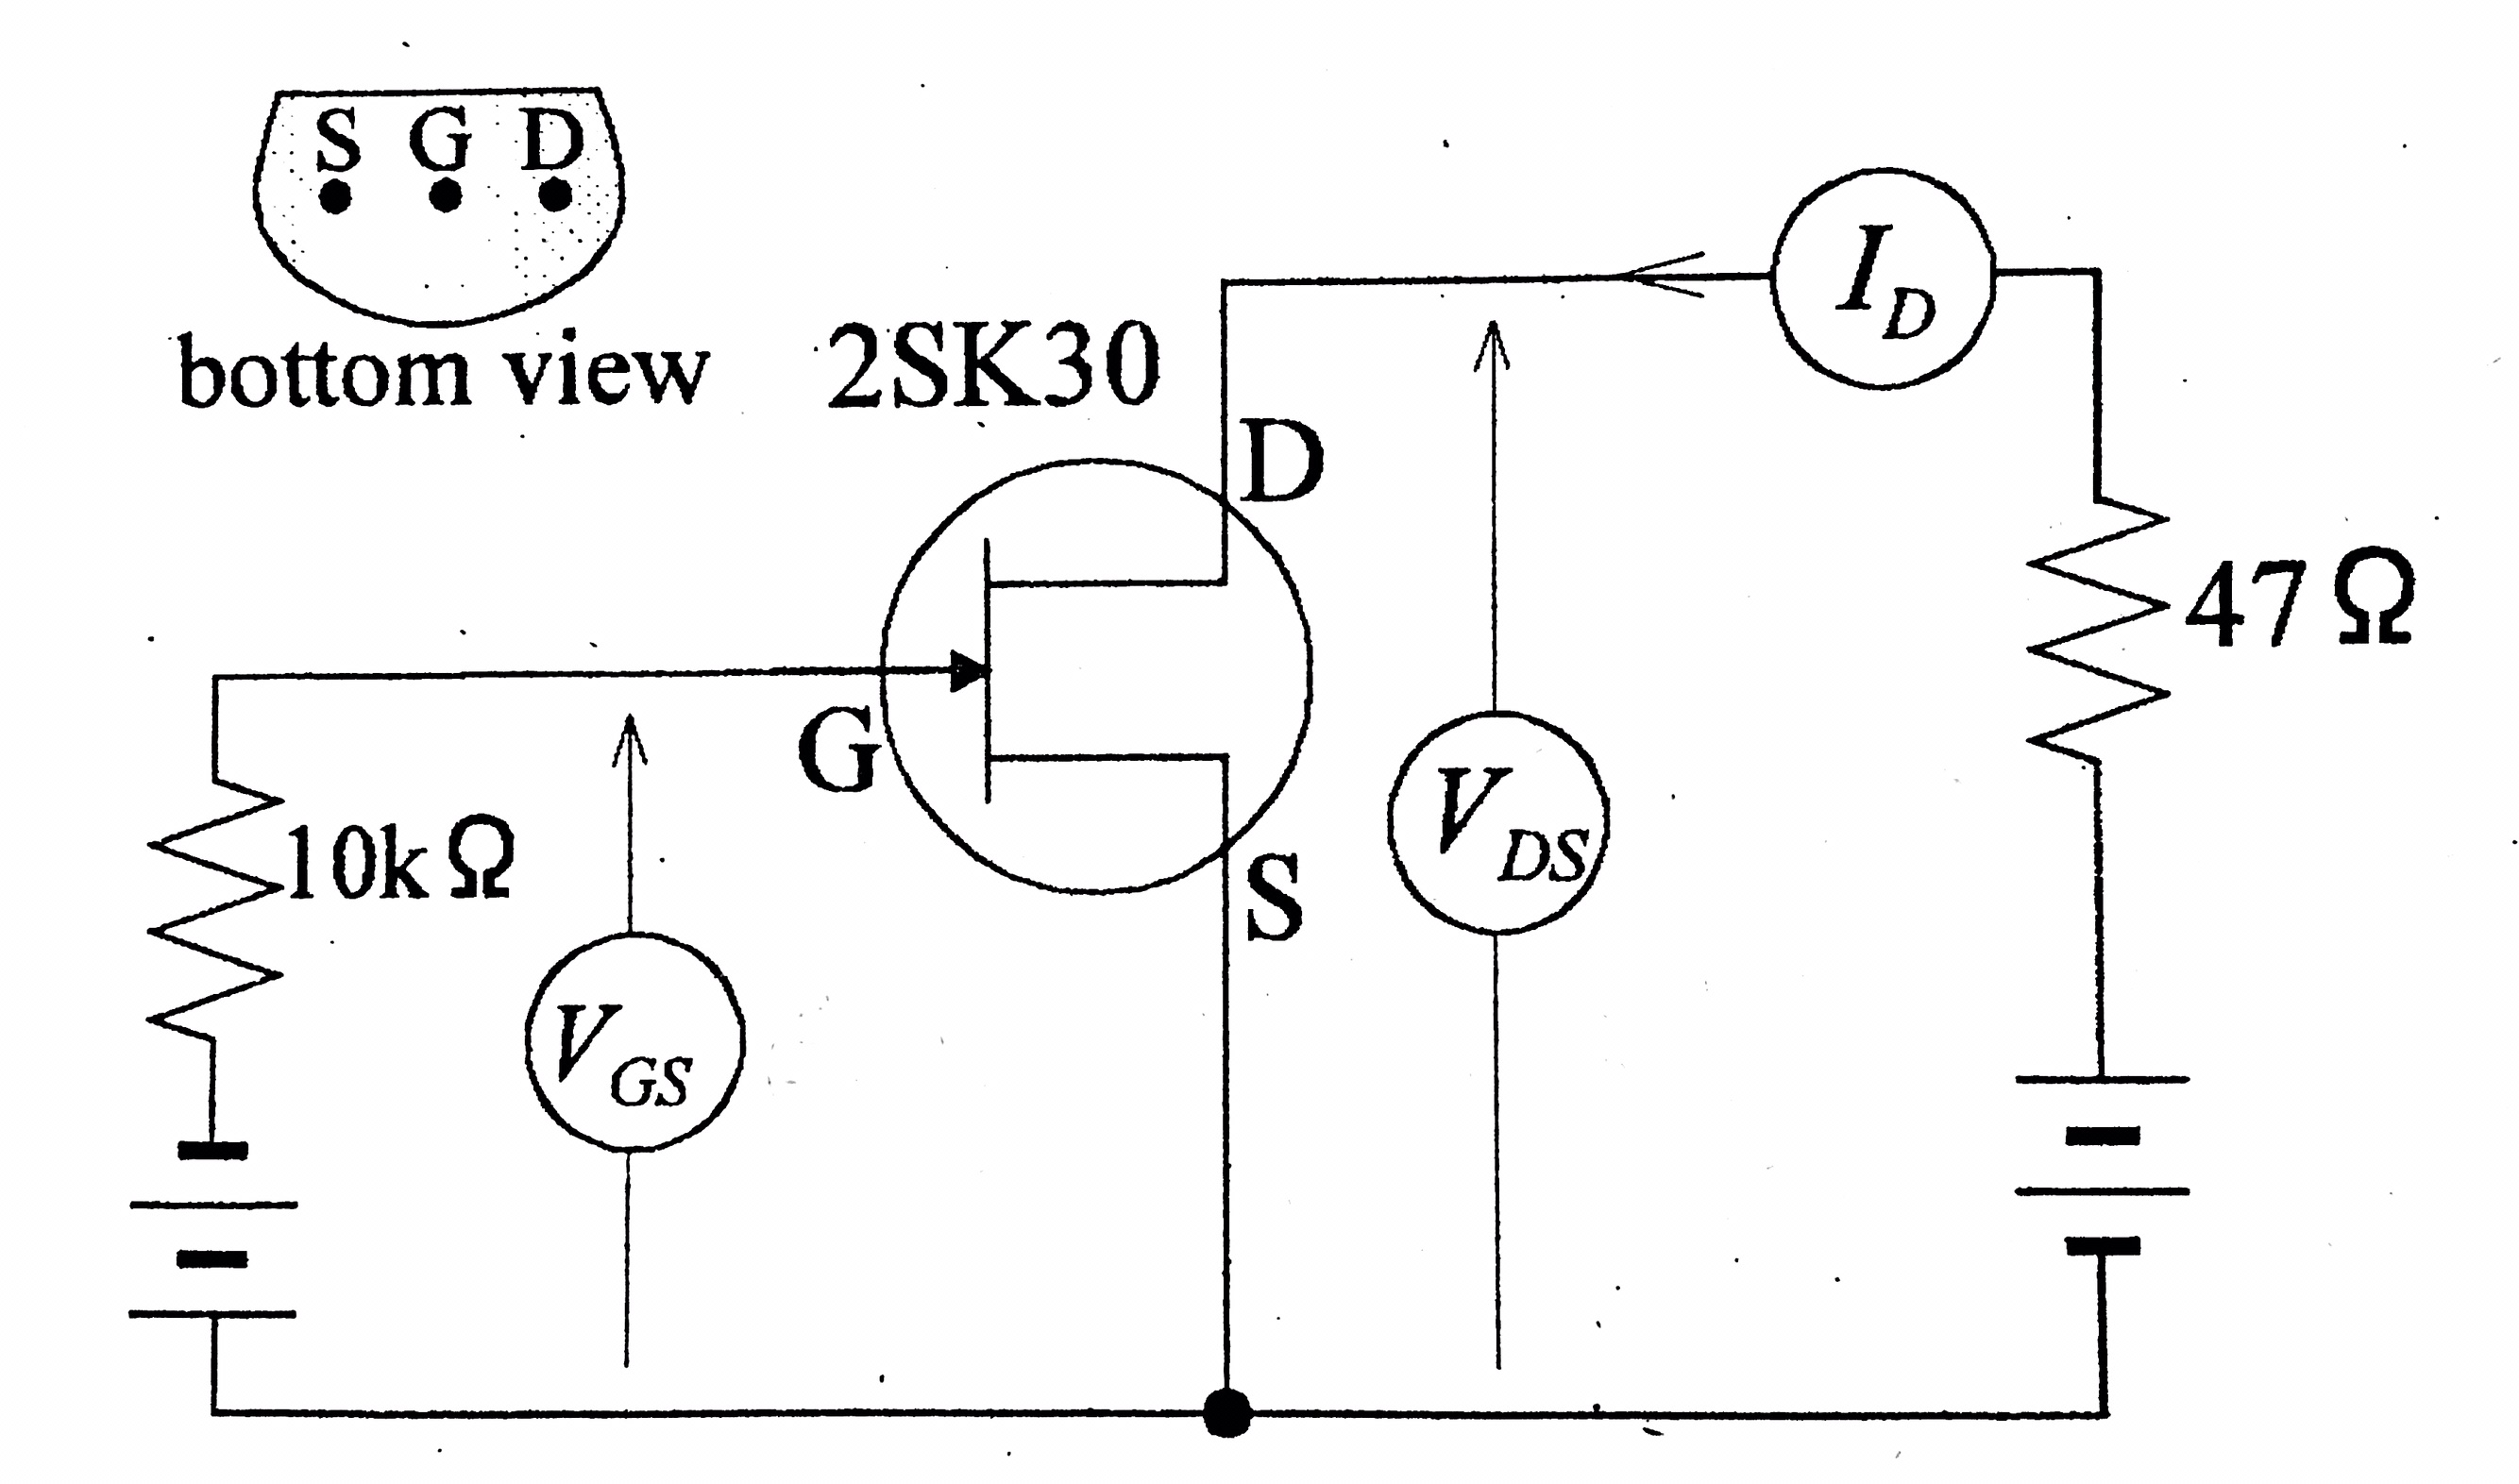 S G D
bottom view
2SK30
I_D
D
47Ω
G
10kΩ
V_DS
S
V_GS